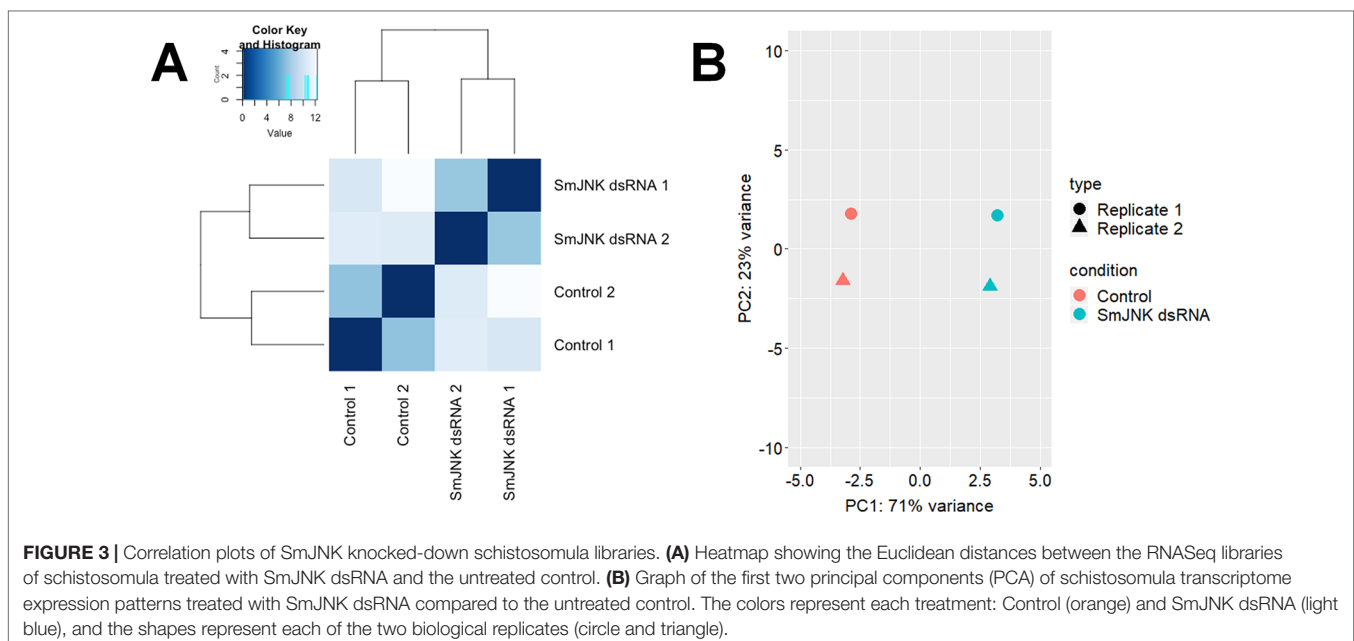 A
Color Key
and Histogram
Count
0 2 4
0 4 8 12
Value
SmJNK dsRNA 1
SmJNK dsRNA 2
Control 2
Control 1
Control 1
Control 2
SmJNK dsRNA 2
SmJNK dsRNA 1
B
10
5
0
-5
-10
PC2: 23% variance
-5.0 -2.5 0.0 2.5 5.0
PC1: 71% variance
type
Replicate 1
Replicate 2
condition
Control
SmJNK dsRNA
FIGURE 3 | Correlation plots of SmJNK knocked-down schistosomula libraries. (A) Heatmap showing the Euclidean distances between the RNASeq libraries
of schistosomula treated with SmJNK dsRNA and the untreated control. (B) Graph of the first two principal components (PCA) of schistosomula transcriptome
expression patterns treated with SmJNK dsRNA compared to the untreated control. The colors represent each treatment: Control (orange) and SmJNK dsRNA (light
blue), and the shapes represent each of the two biological replicates (circle and triangle).